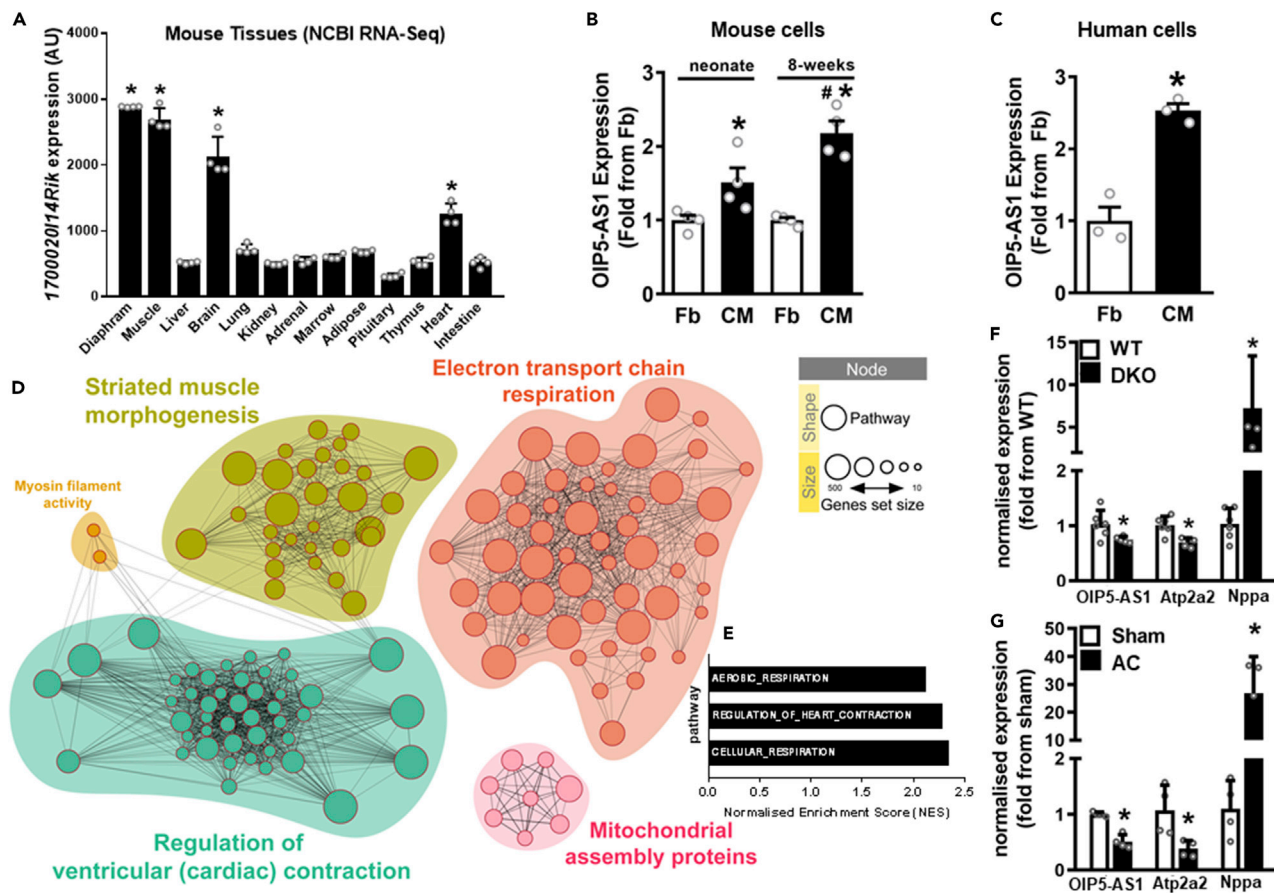 A
Mouse Tissues (NCBI RNA-Seq)
1700020I14Rik expression (AU)
4000
3000
2000
1000
0
*
*
*
*
Diaphram
Muscle
Liver
Brain
Lung
Kidney
Adrenal
Marrow
Adipose
Pituitary
Thymus
Heart
Intestine
B
Mouse cells
neonate
8-weeks
OIP5-AS1 Expression
(Fold from Fb)
3
2
1
0
*
# *
Fb
CM
Fb
CM
C
Human cells
OIP5-AS1 Expression
(Fold from Fb)
3
2
1
0
*
Fb
CM
D
Striated muscle
morphogenesis
Electron transport chain
respiration
Myosin filament
activity
Regulation of
ventricular (cardiac) contraction
Mitochondrial
assembly proteins
Node
Shape
Pathway
Size
500
10
Genes set size
E
pathway
AEROBIC_RESPIRATION
REGULATION_OF_HEART_CONTRACTION
CELLULAR_RESPIRATION
0.0
0.5
1.0
1.5
2.0
2.5
Normalised Enrichment Score (NES)
F
WT
DKO
normalised expression
(fold from WT)
15
10
5
2
1
0
*
*
*
OIP5-AS1
Atp2a2
Nppa
G
Sham
AC
normalised expression
(fold from sham)
50
40
30
20
10
2
1
0
*
*
*
OIP5-AS1
Atp2a2
Nppa